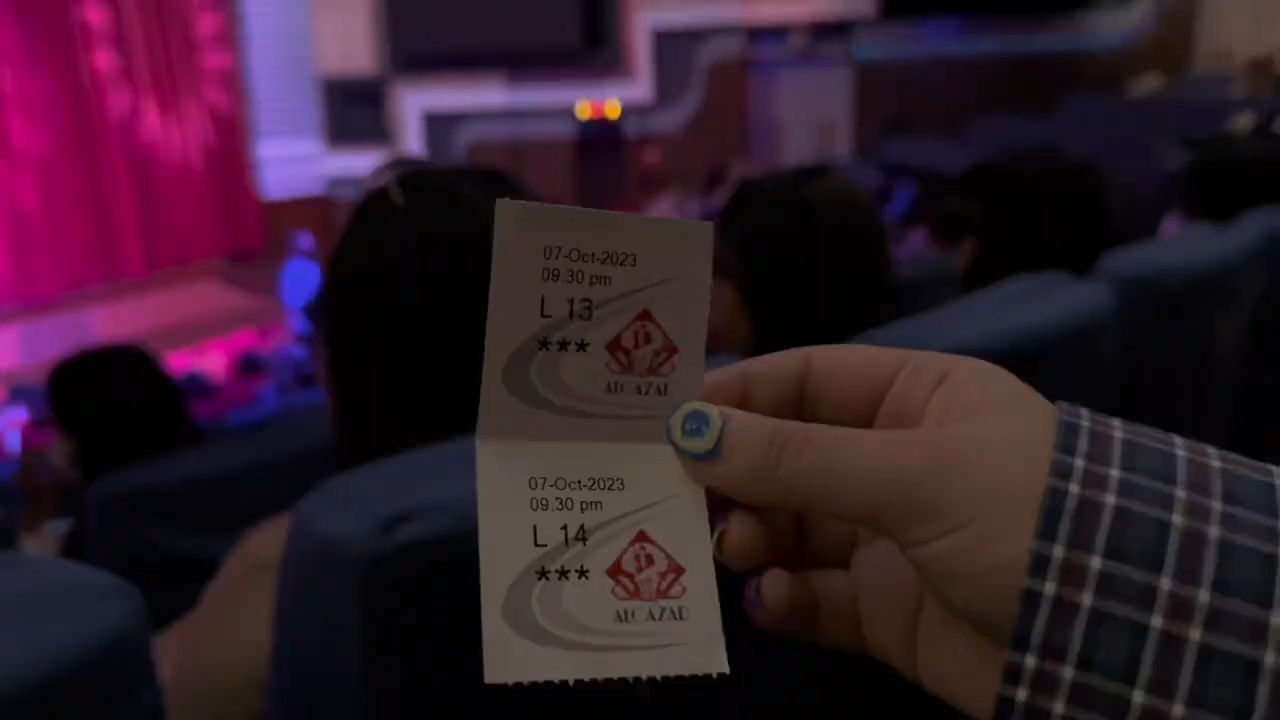 07-Oct-2023
09.30 pm
L 13
***
ALCAZAR
07-Oct-2023
09.30 pm
L 14
***
ALCAZAR